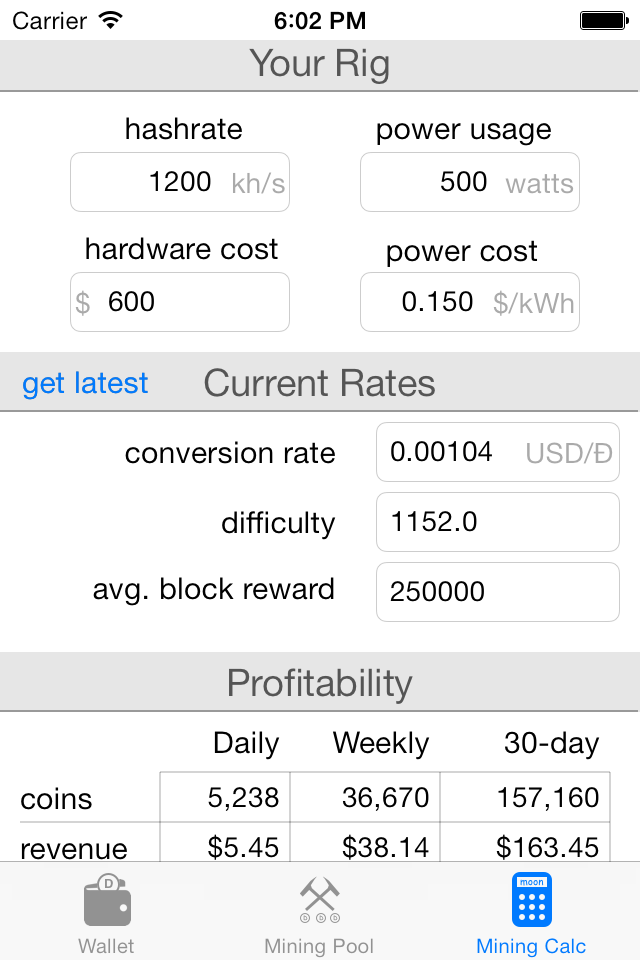 Carrier 6:02 PM
Your Rig
hashrate power usage
1200 kh/s 500 watts
hardware cost power cost
$ 600 0.150 $/kWh
get latest Current Rates
conversion rate 0.00104 USD/Đ
difficulty 1152.0
avg. block reward 250000
Profitability
Daily Weekly 30-day
coins 5,238 36,670 157,160
revenue $5.45 $38.14 $163.45
D moon
Wallet Mining Pool Mining Calc